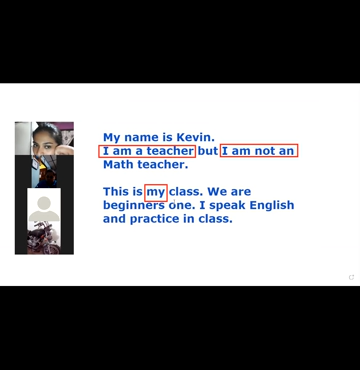 My name is Kevin.
I am a teacher but I am not an
Math teacher.
This is my class. We are
beginners one. I speak English
and practice in class.